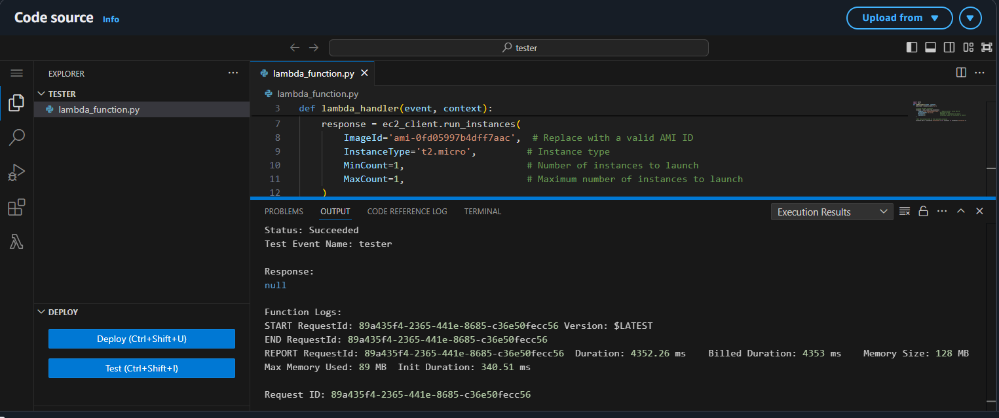 Code source Info
Upload from
tester
EXPLORER
TESTER
lambda_function.py
DEPLOY
Deploy (Ctrl+Shift+U)
Test (Ctrl+Shift+I)
lambda_function.py
lambda_function.py
3 def lambda_handler(event, context):
7 response = ec2_client.run_instances(
8 ImageId='ami-0fd05997b4dff7aac', # Replace with a valid AMI ID
9 InstanceType='t2.micro', # Instance type
10 MinCount=1, # Number of instances to launch
11 MaxCount=1, # Maximum number of instances to launch
12 )
PROBLEMS OUTPUT CODE REFERENCE LOG TERMINAL
Execution Results
Status: Succeeded
Test Event Name: tester
Response:
null
Function Logs:
START RequestId: 89a435f4-2365-441e-8685-c36e50fecc56 Version: $LATEST
END RequestId: 89a435f4-2365-441e-8685-c36e50fecc56
REPORT RequestId: 89a435f4-2365-441e-8685-c36e50fecc56 Duration: 4352.26 ms Billed Duration: 4353 ms Memory Size: 128 MB
Max Memory Used: 89 MB Init Duration: 340.51 ms
Request ID: 89a435f4-2365-441e-8685-c36e50fecc56